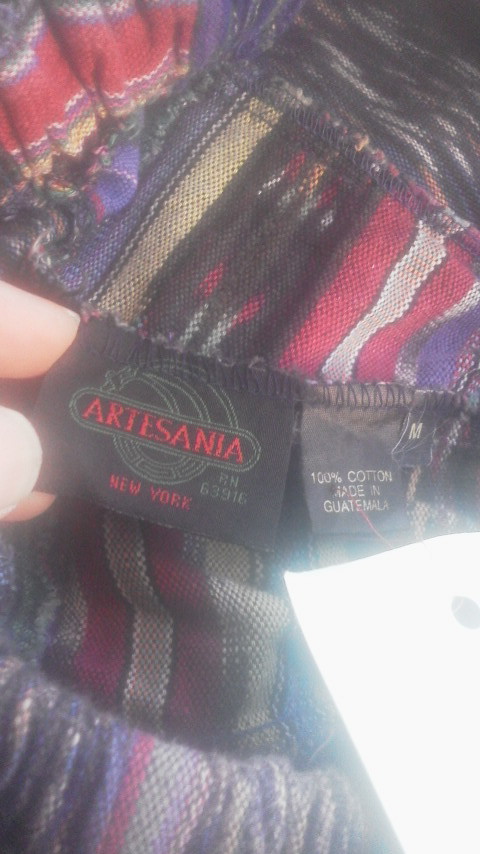 ARTESANIA
RN
63916
NEW YORK
M
100% COTTON
MADE IN
GUATEMALA